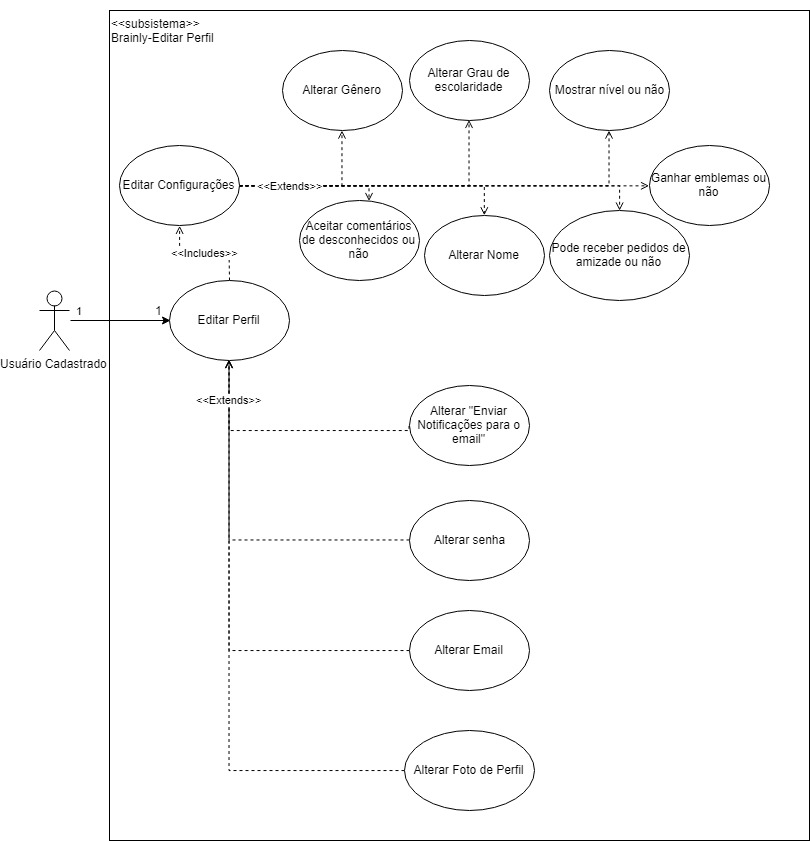 <<subsistema>>
Brainly-Editar Perfil
Alterar Gênero
Alterar Grau de
escolaridade
Mostrar nível ou não
Editar Configurações
<<Extends>>
Ganhar emblemas ou
não
Aceitar comentários
de desconhecidos ou
não
Alterar Nome
Pode receber pedidos de
amizade ou não
<<Includes>>
1
1
Editar Perfil
Usuário Cadastrado
<<Extends>>
Alterar "Enviar
Notificações para o
email"
Alterar senha
Alterar Email
Alterar Foto de Perfil